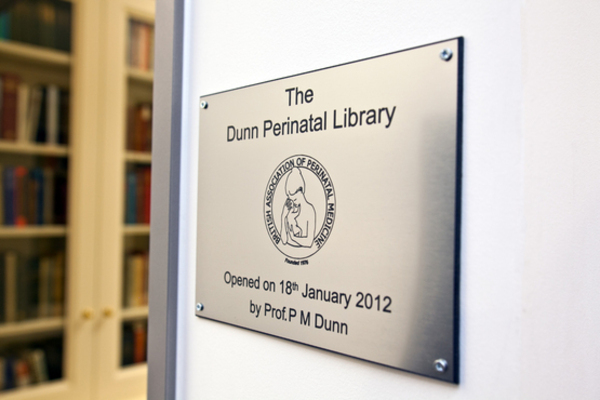 The
Dunn Perinatal Library
BRITISH ASSOCIATION OF PERINATAL MEDICINE
Founded 1976
Opened on 18th January 2012
by Prof.P M Dunn